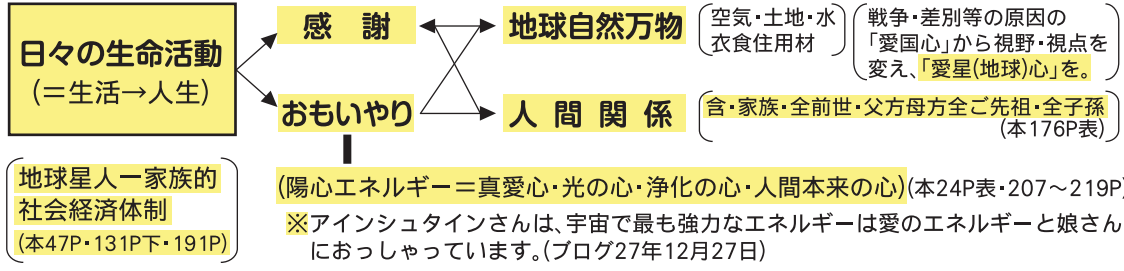 日々の生命活動
(＝生活→人生)
感 謝
おもいやり
地球自然万物
人 間 関 係
空気・土地・水
衣食住用材
戦争・差別等の原因の
「愛国心」から視野・視点を
変え、「愛星(地球)心」を。
含・家族・全前世・父方母方全ご先祖・全子孫
(本176P表)
地球星人一家族的
社会経済体制
(本47P・131P下・191P)
(陽心エネルギー＝真愛心・光の心・浄化の心・人間本来の心)(本24P表・207～219P)
※アインシュタインさんは、宇宙で最も強力なエネルギーは愛のエネルギーと娘さん
におっしゃっています。(ブログ27年12月27日)